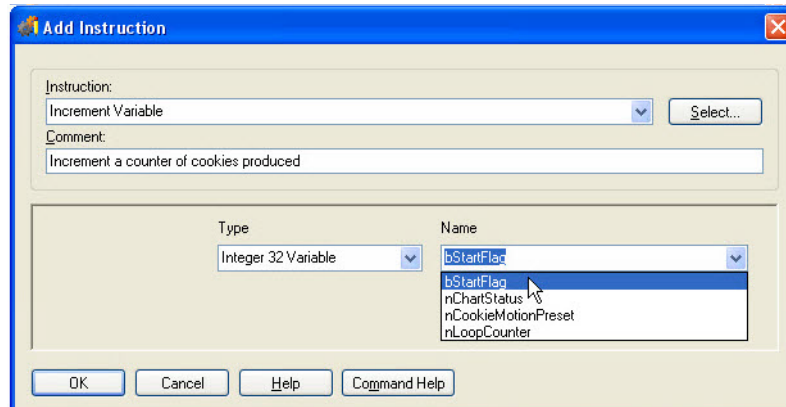 Add Instruction
Instruction:
Increment Variable
Select...
Comment:
Increment a counter of cookies produced
Type Name
Integer 32 Variable bStartFlag
bStartFlag
nChartStatus
nCookieMotionPreset
nLoopCounter
OK Cancel Help Command Help